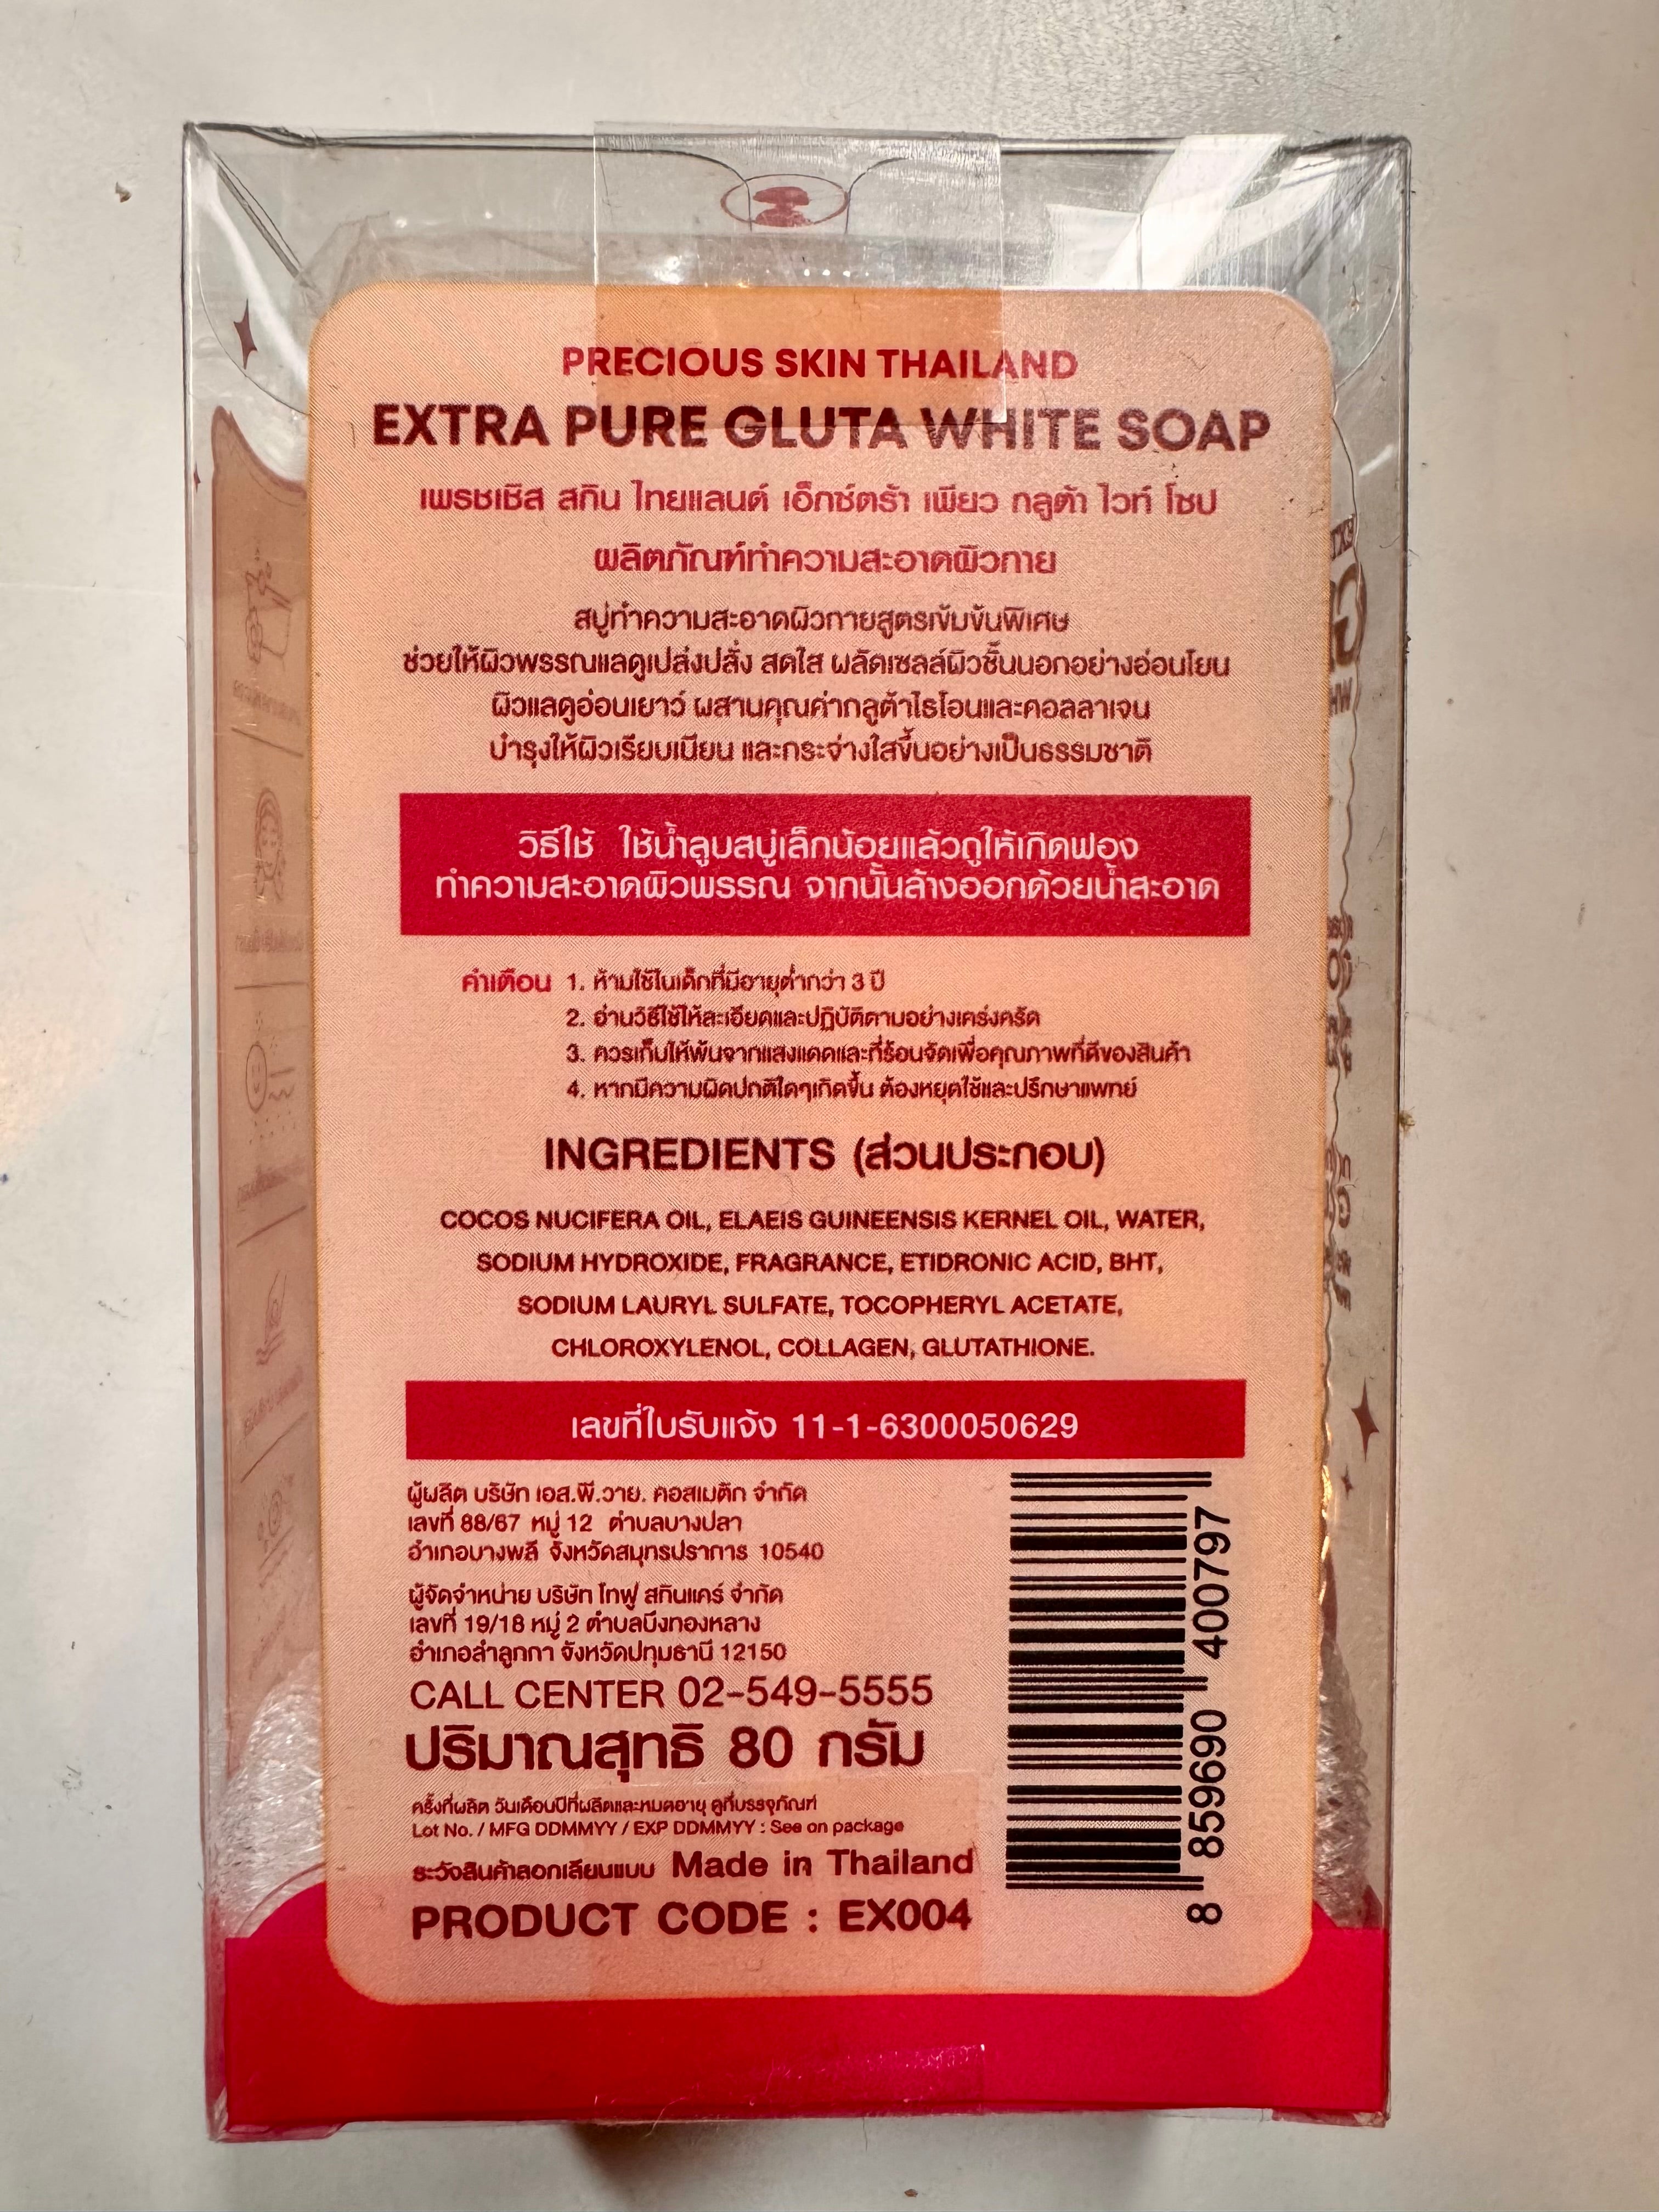 PRECIOUS SKIN THAILAND
EXTRA PURE GLUTA WHITE SOAP
เพรชเชิส สกิน ไทยแลนด์ เอ็กซ์ตร้า เพียว กลูต้า ไวท์ โซป
ผลิตภัณฑ์ทำความสะอาดผิวกาย
สบู่ทำความสะอาดผิวกายสูตรเข้มข้นพิเศษ
ช่วยให้ผิวพรรณแลดูเปล่งปลั่ง สดใส ผลัดเซลล์ผิวชั้นนอกอย่างอ่อนโยน
ผิวแลดูอ่อนเยาว์ ผสานคุณค่ากลูต้าไธโอนและคอลลาเจน
บำรุงให้ผิวเรียบเนียน และกระจ่างใสขึ้นอย่างเป็นธรรมชาติ
วิธีใช้ ใช้น้ำลูบสบู่เล็กน้อยแล้วถูให้เกิดฟอง
ทำความสะอาดผิวพรรณ จากนั้นล้างออกด้วยน้ำสะอาด
คำเตือน 1. ห้ามใช้ในเด็กที่มีอายุต่ำกว่า 3 ปี
2. อ่านวิธีใช้ให้ละเอียดและปฏิบัติตามอย่างเคร่งครัด
3. ควรเก็บให้พ้นจากแสงแดดและที่ร้อนจัดเพื่อคุณภาพที่ดีของสินค้า
4. หากมีความผิดปกติใดๆเกิดขึ้น ต้องหยุดใช้และปรึกษาแพทย์
INGREDIENTS (ส่วนประกอบ)
COCOS NUCIFERA OIL, ELAEIS GUINEENSIS KERNEL OIL, WATER,
SODIUM HYDROXIDE, FRAGRANCE, ETIDRONIC ACID, BHT,
SODIUM LAURYL SULFATE, TOCOPHERYL ACETATE,
CHLOROXYLENOL, COLLAGEN, GLUTATHIONE.
เลขที่ใบรับแจ้ง 11-1-6300050629
ผู้ผลิต บริษัท เอส.พี.วาย. คอสเมติก จำกัด
เลขที่ 88/67 หมู่ 12 ตำบลบางปลา
อำเภอบางพลี จังหวัดสมุทรปราการ 10540
ผู้จัดจำหน่าย บริษัท โทฟู สกินแคร์ จำกัด
เลขที่ 19/18 หมู่ 2 ตำบลบึงทองหลาง
อำเภอลำลูกกา จังหวัดปทุมธานี 12150
CALL CENTER 02-549-5555
ปริมาณสุทธิ 80 กรัม
ครั้งที่ผลิต วันเดือนปีที่ผลิตและหมดอายุ ดูที่บรรจุภัณฑ์
Lot No. / MFG DDMMYY / EXP DDMMYY : See on package
ระวังสินค้าลอกเลียนแบบ Made in Thailand
PRODUCT CODE : EX004
8 859690 400797